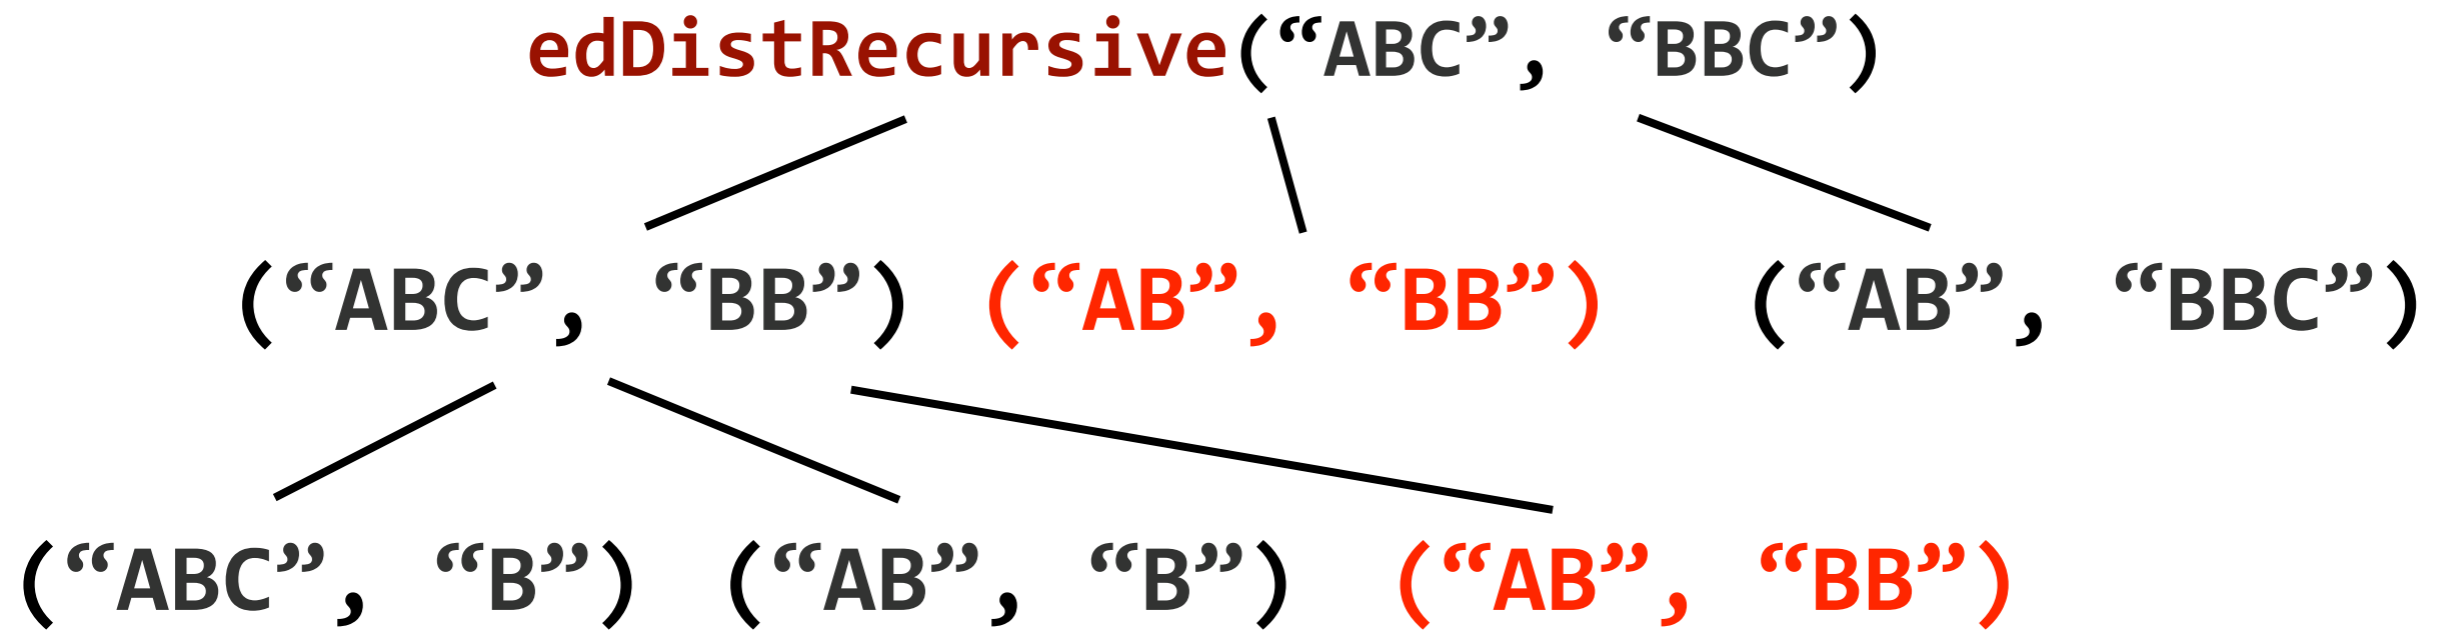 edDistRecursive(“ABC”, “BBC”)
(“ABC”, “BB”) (“AB”, “BB”) (“AB”, “BBC”)
(“ABC”, “B”) (“AB”, “B”) (“AB”, “BB”)